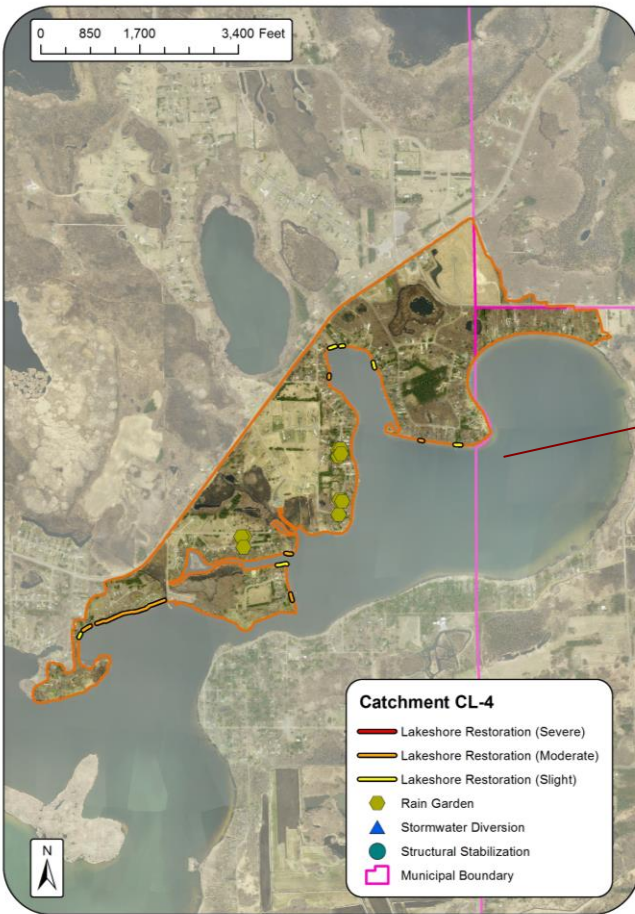 0 850 1,700 3,400 Feet
N
Catchment CL-4
Lakeshore Restoration (Severe)
Lakeshore Restoration (Moderate)
Lakeshore Restoration (Slight)
Rain Garden
Stormwater Diversion
Structural Stabilization
Municipal Boundary